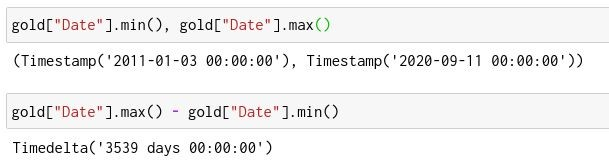 gold["Date"].min(), gold["Date"].max()
(Timestamp('2011-01-03 00:00:00'), Timestamp('2020-09-11 00:00:00'))
gold["Date"].max() - gold["Date"].min()
Timedelta('3539 days 00:00:00')